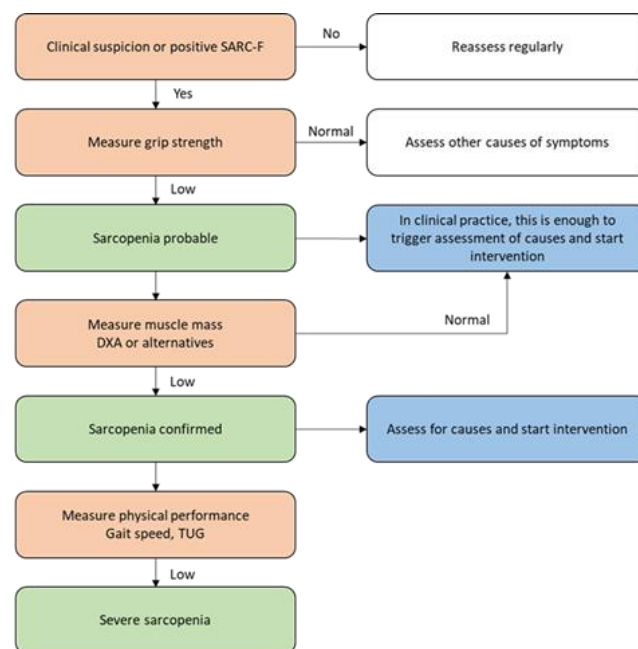 Clinical suspicion or positive SARC-F
No
Reassess regularly
Yes
Measure grip strength
Normal
Assess other causes of symptoms
Low
Sarcopenia probable
In clinical practice, this is enough to
trigger assessment of causes and start
intervention
Measure muscle mass
DXA or alternatives
Normal
Low
Sarcopenia confirmed
Assess for causes and start intervention
Measure physical performance
Gait speed, TUG
Low
Severe sarcopenia